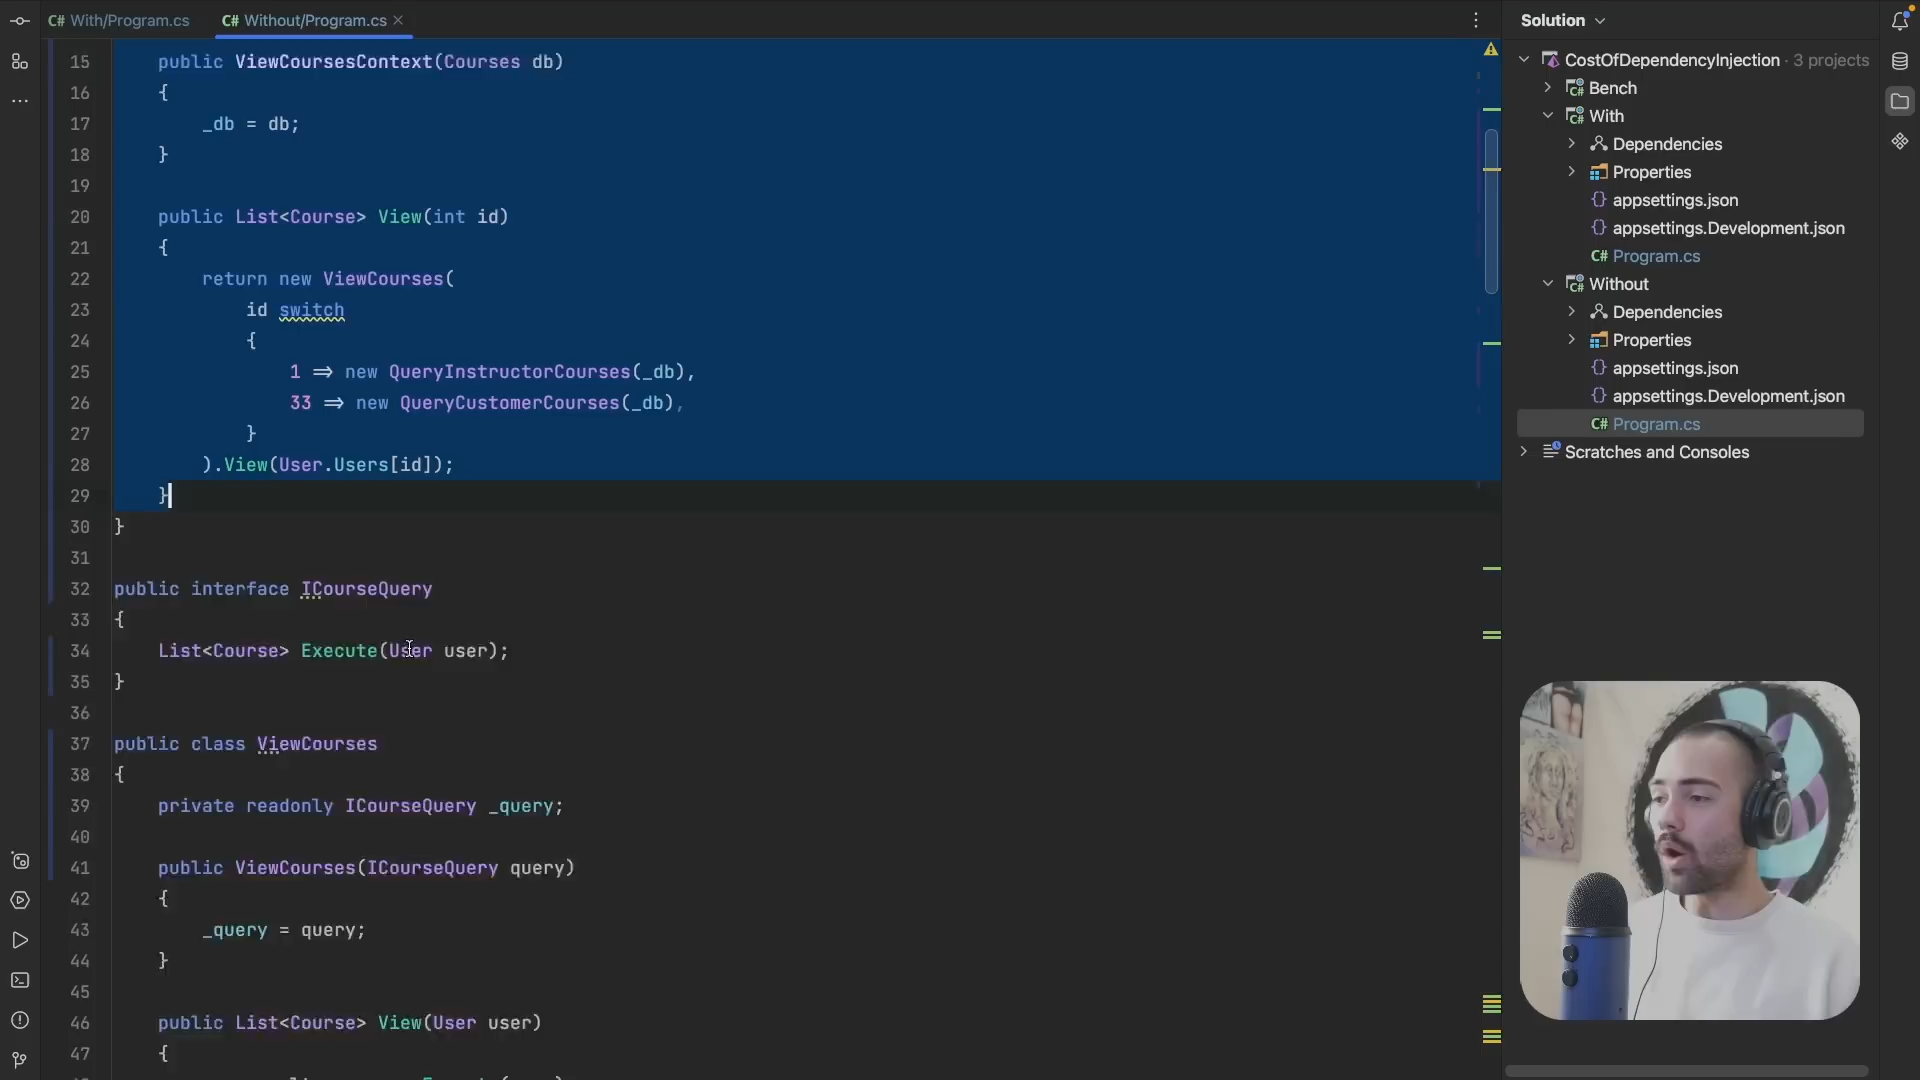 C# With/Program.cs
C# Without/Program.cs
15 public ViewCoursesContext(Courses db)
16 {
17 _db = db;
18 }
19
20 public List<Course> View(int id)
21 {
22 return new ViewCourses(
23 id switch
24 {
25 1 => new QueryInstructorCourses(_db),
26 33 => new QueryCustomerCourses(_db),
27 }
28 ).View(User.Users[id]);
29 }
30 }
31
32 public interface ICourseQuery
33 {
34 List<Course> Execute(User user);
35 }
36
37 public class ViewCourses
38 {
39 private readonly ICourseQuery _query;
40
41 public ViewCourses(ICourseQuery query)
42 {
43 _query = query;
44 }
45
46 public List<Course> View(User user)
47 {
Solution
CostOfDependencyInjection · 3 projects
C# Bench
C# With
Dependencies
Properties
{} appsettings.json
{} appsettings.Development.json
C# Program.cs
C# Without
Dependencies
Properties
{} appsettings.json
{} appsettings.Development.json
C# Program.cs
Scratches and Consoles